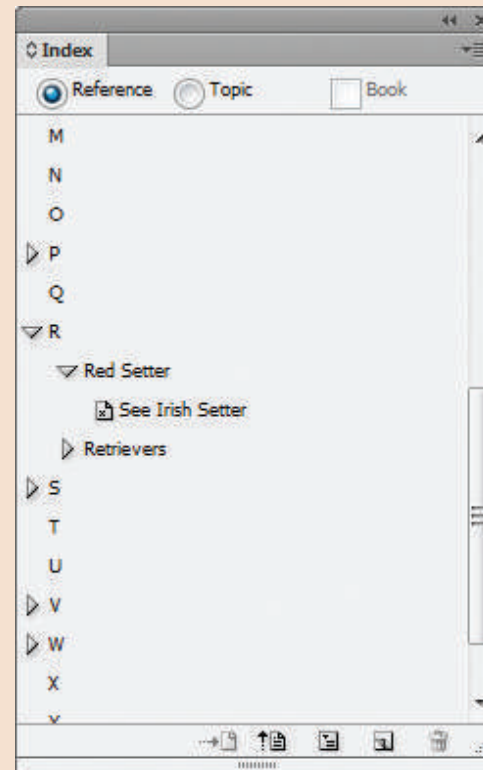 Index
Reference Topic Book
M
N
O
P
Q
R
Red Setter
See Irish Setter
Retrievers
S
T
U
V
W
X
Y